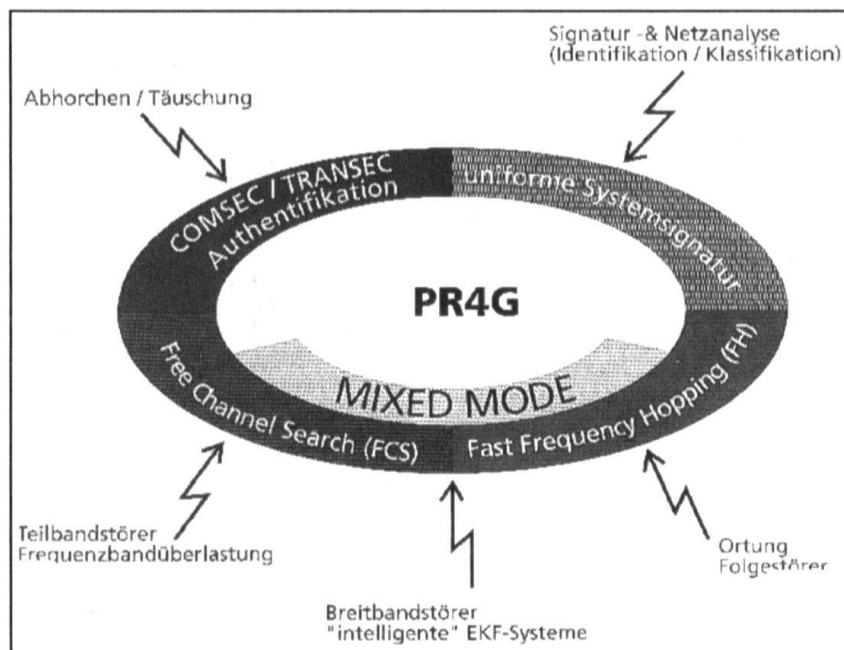 Signatur -& Netzanalyse
(Identifikation / Klassifikation)
Abhorchen / Täuschung
COMSEC / TRANSEC
Authentifikation
uniforme Systemsignatur
PR4G
MIXED MODE
Free Channel Search (FCS)
Fast Frequency Hopping (FH)
Teilbandstörer
Frequenzbandüberlastung
Ortung
Folgestörer
Breitbandstörer
"intelligente" EKF-Systeme